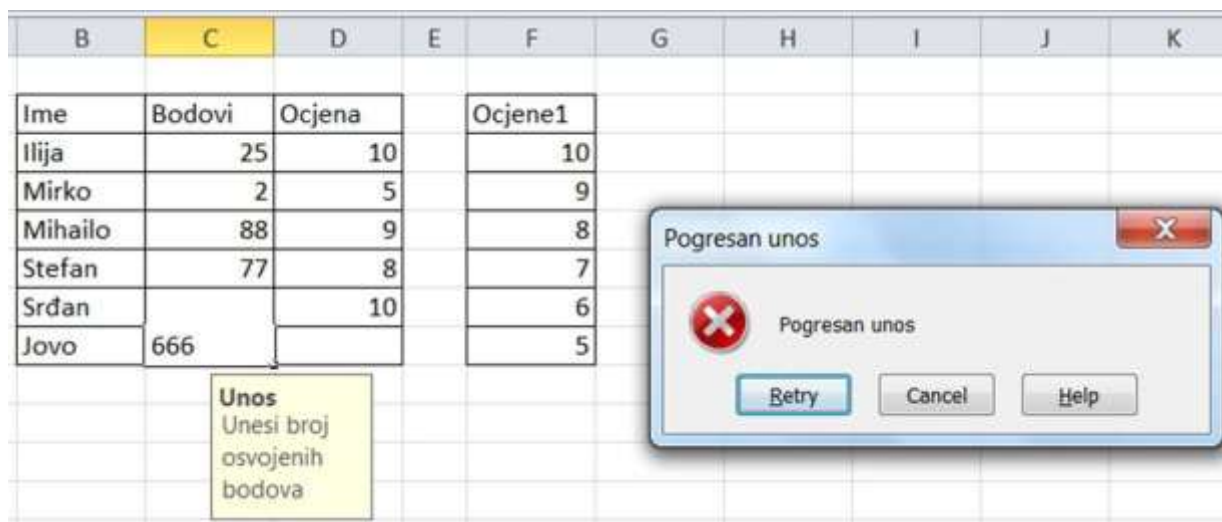 B C D E F G H I J K
Ime Bodovi Ocjena Ocjene1
Ilija 25 10 10
Mirko 2 5 9
Mihailo 88 9 8
Stefan 77 8 7
Srđan 10 6
Jovo 666 5
Unos
Unesi broj
osvojenih
bodova
Pogresan unos
Pogresan unos
Retry Cancel Help